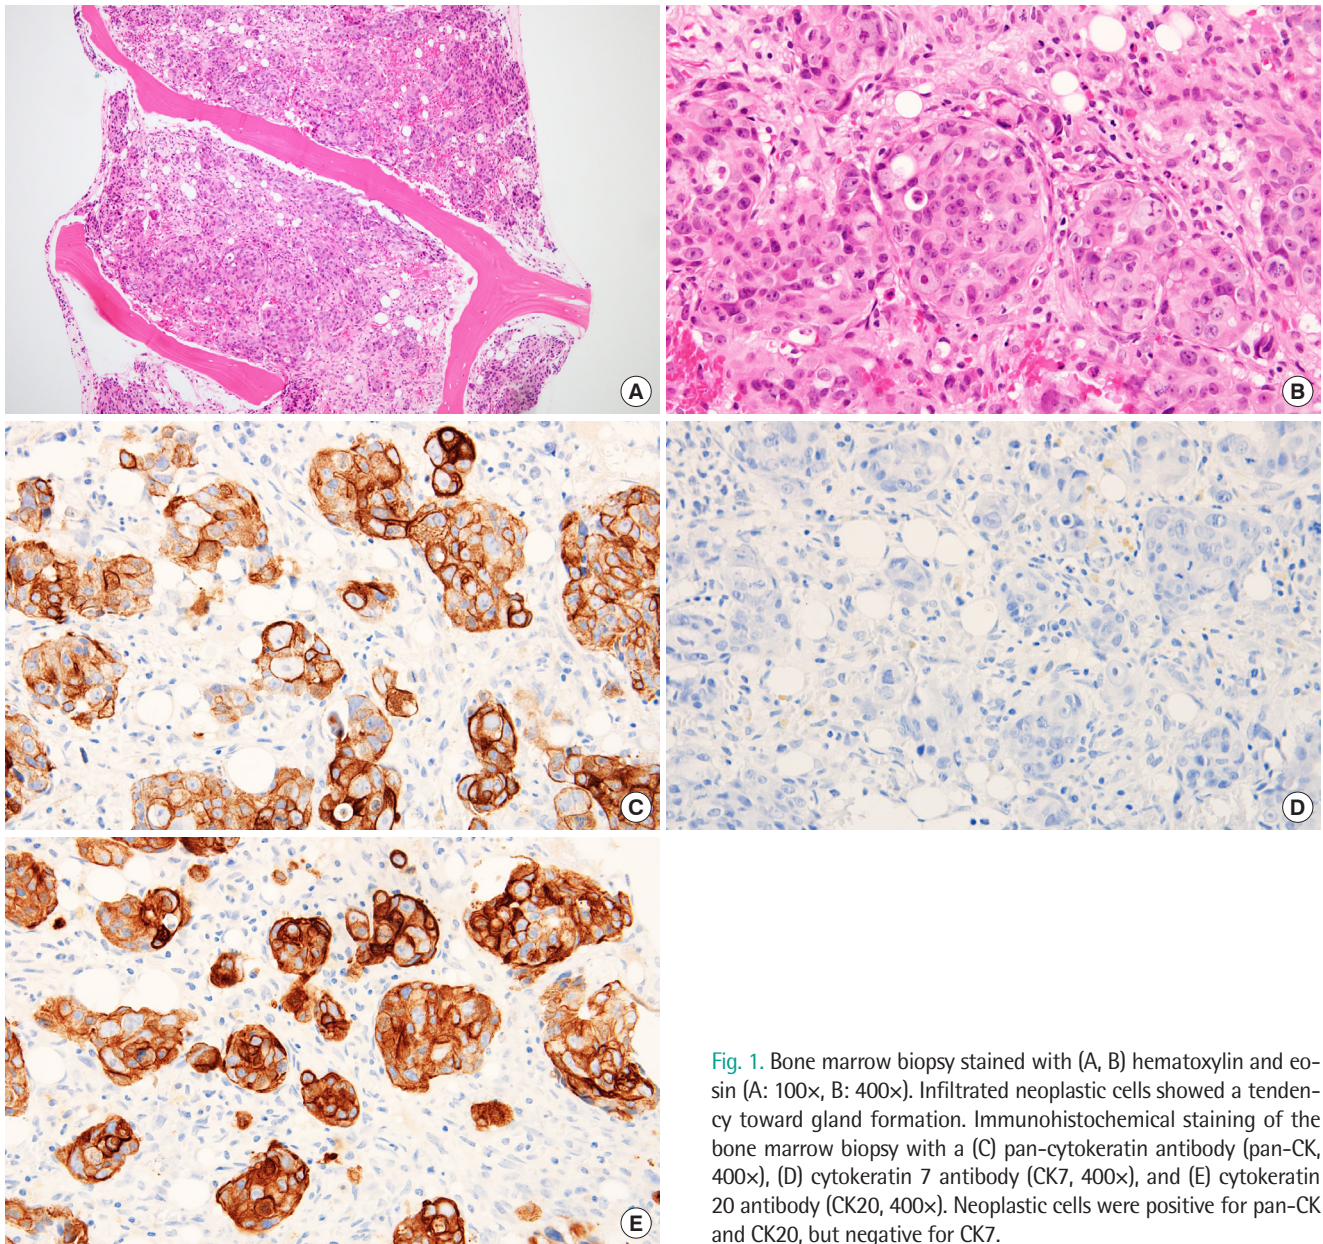 A
B
C
D
E
Fig. 1. Bone marrow biopsy stained with (A, B) hematoxylin and eo-
sin (A: 100×, B: 400×). Infiltrated neoplastic cells showed a tenden-
cy toward gland formation. Immunohistochemical staining of the
bone marrow biopsy with a (C) pan-cytokeratin antibody (pan-CK,
400×), (D) cytokeratin 7 antibody (CK7, 400×), and (E) cytokeratin
20 antibody (CK20, 400×). Neoplastic cells were positive for pan-CK
and CK20, but negative for CK7.